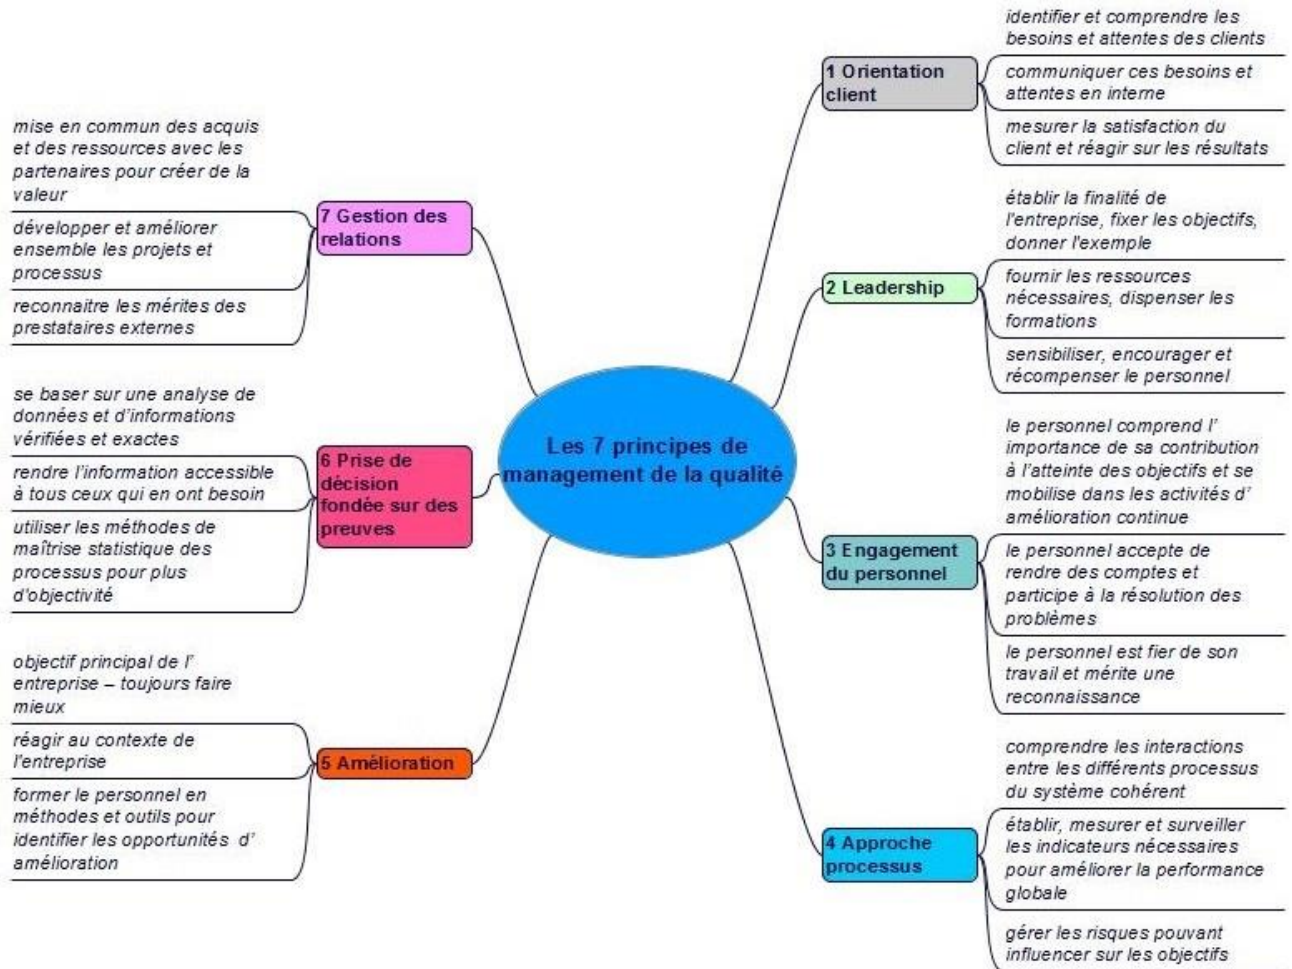 Les 7 principes de
management de la qualité
1 Orientation
client
identifier et comprendre les
besoins et attentes des clients
communiquer ces besoins et
attentes en interne
mesurer la satisfaction du
client et réagir sur les résultats
2 Leadership
établir la finalité de
l'entreprise, fixer les objectifs,
donner l'exemple
fournir les ressources
nécessaires, dispenser les
formations
sensibiliser, encourager et
récompenser le personnel
3 Engagement
du personnel
le personnel comprend l'
importance de sa contribution
à l'atteinte des objectifs et se
mobilise dans les activités d'
amélioration continue
le personnel accepte de
rendre des comptes et
participe à la résolution des
problèmes
le personnel est fier de son
travail et mérite une
reconnaissance
4 Approche
processus
comprendre les interactions
entre les différents processus
du système cohérent
établir, mesurer et surveiller
les indicateurs nécessaires
pour améliorer la performance
globale
gérer les risques pouvant
influencer sur les objectifs
5 Amélioration
objectif principal de l'
entreprise – toujours faire
mieux
réagir au contexte de
l'entreprise
former le personnel en
méthodes et outils pour
identifier les opportunités d'
amélioration
6 Prise de
décision
fondée sur des
preuves
se baser sur une analyse de
données et d'informations
vérifiées et exactes
rendre l'information accessible
à tous ceux qui en ont besoin
utiliser les méthodes de
maîtrise statistique des
processus pour plus
d'objectivité
7 Gestion des
relations
mise en commun des acquis
et des ressources avec les
partenaires pour créer de la
valeur
développer et améliorer
ensemble les projets et
processus
reconnaitre les mérites des
prestataires externes